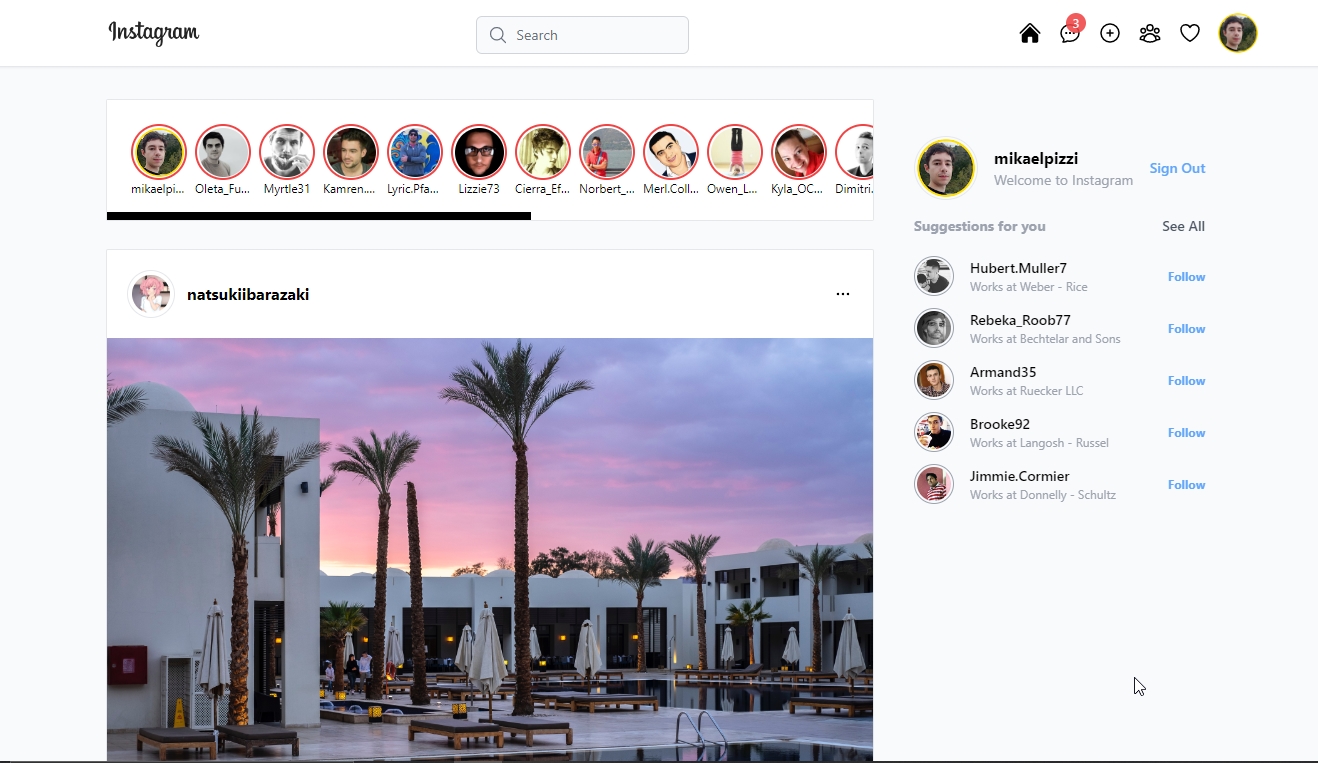 Instagram
Search
3
mikaelpi...
Oleta_Fu...
Myrtle31
Kamren....
Lyric.Pfa...
Lizzie73
Cierra_Ef...
Norbert_...
Merl.Coll...
Owen_L...
Kyla_OC...
Dimitri.
mikaelpizzi
Welcome to Instagram
Sign Out
Suggestions for you
See All
Hubert.Muller7
Works at Weber - Rice
Follow
Rebeka_Roob77
Works at Bechtelar and Sons
Follow
Armand35
Works at Ruecker LLC
Follow
Brooke92
Works at Langosh - Russel
Follow
Jimmie.Cormier
Works at Donnelly - Schultz
Follow
natsukiibarazaki
...